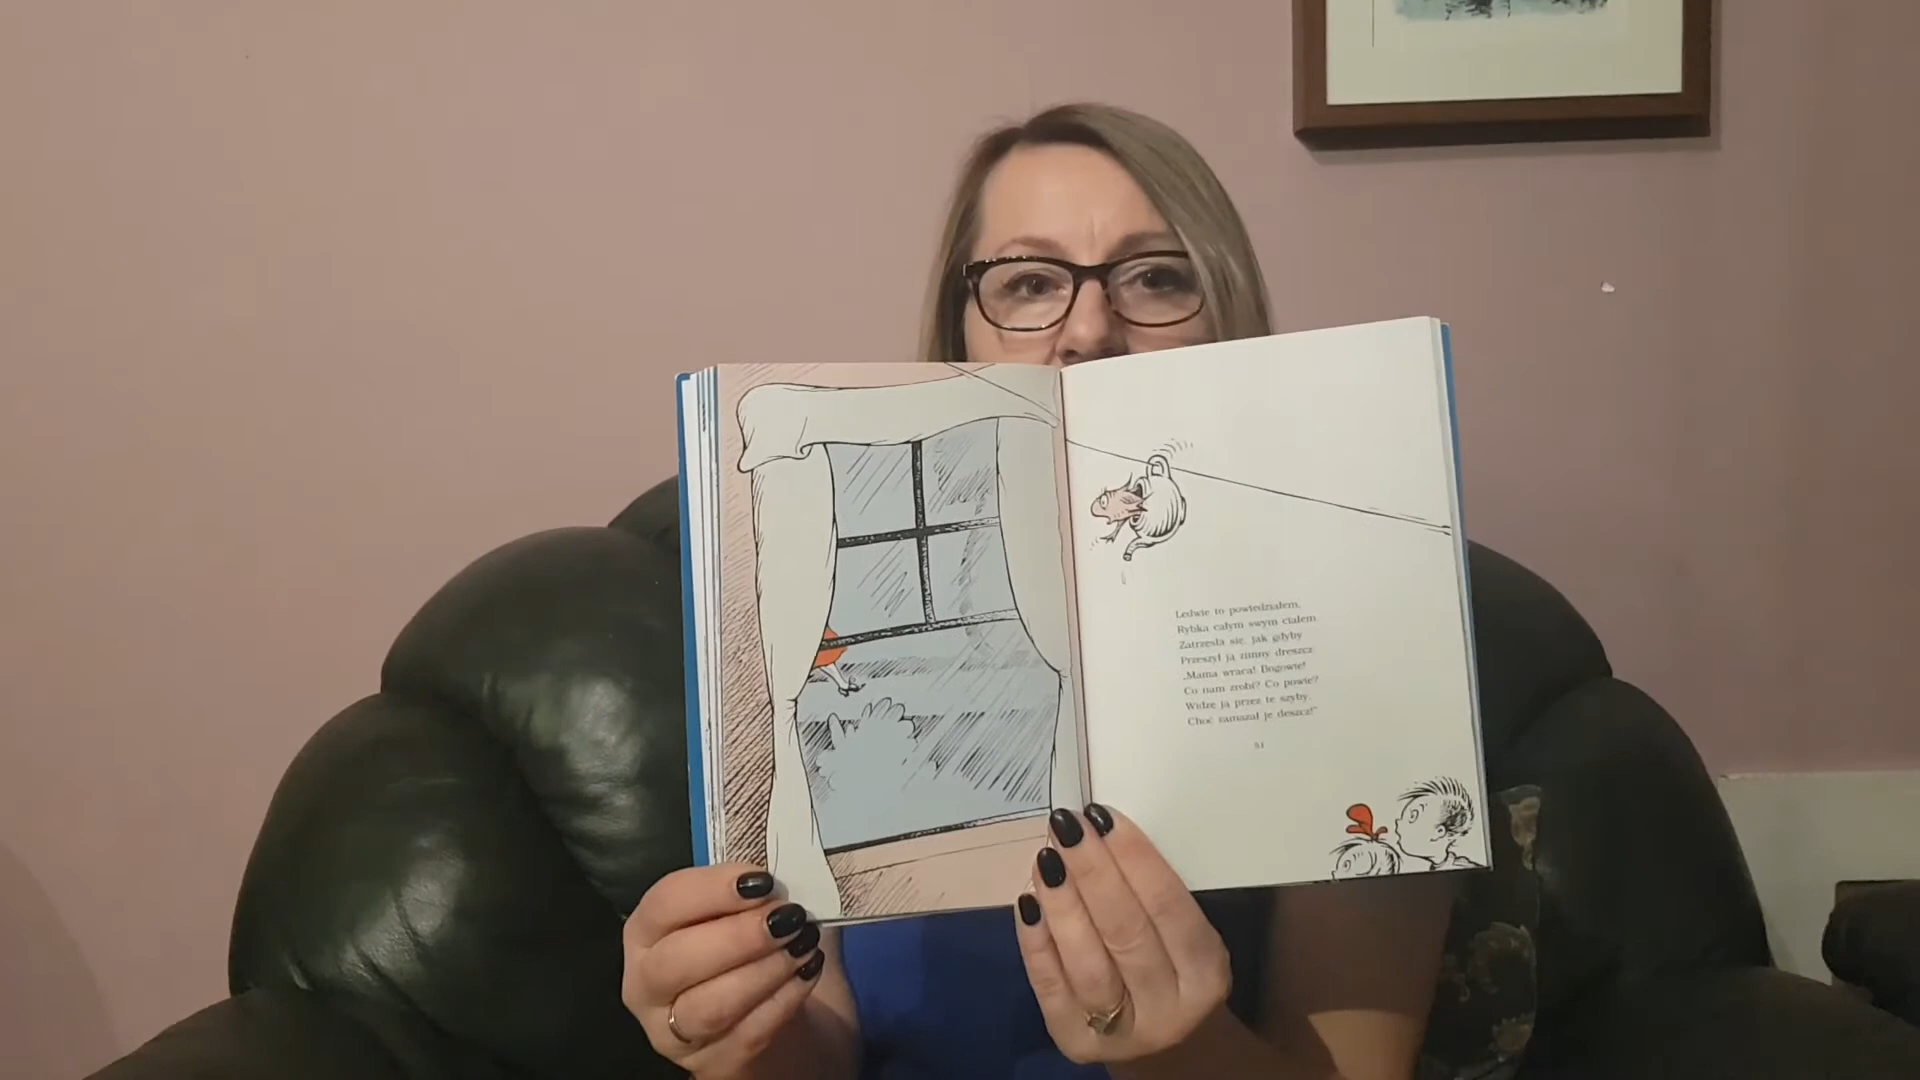 Ledwie to powiedziałem,
Rybka całym swym ciałem
Zatrzęsła się, jak gdyby
Przeszył ją zimny dreszcz.
„Mama wraca! Bogowie!
Co nam zrobi? Co powie?
Widzę ją przez te szyby,
Choć zamazał je deszcz!”
51